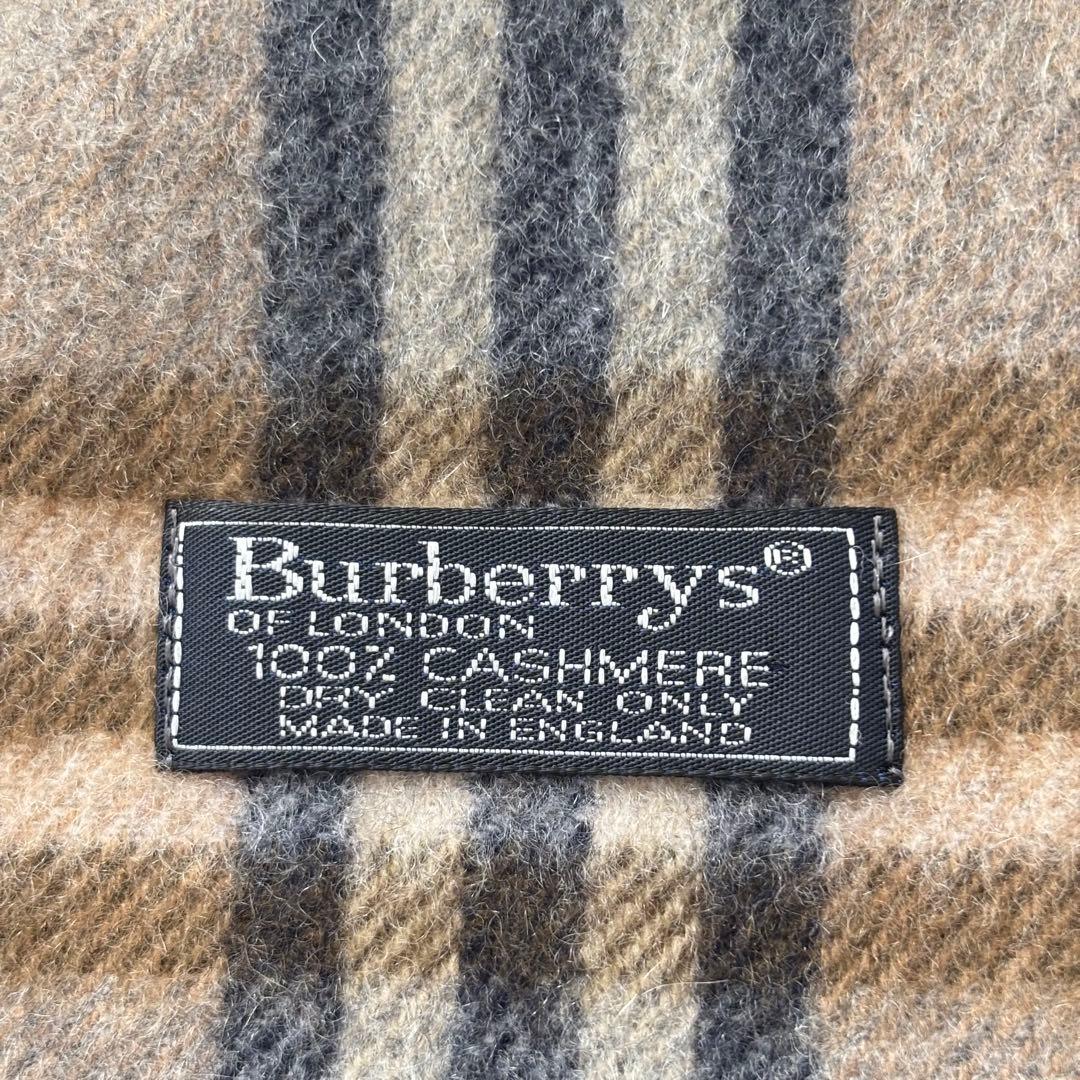 Burberrys®
OF LONDON
100% CASHMERE
DRY CLEAN ONLY
MADE IN ENGLAND